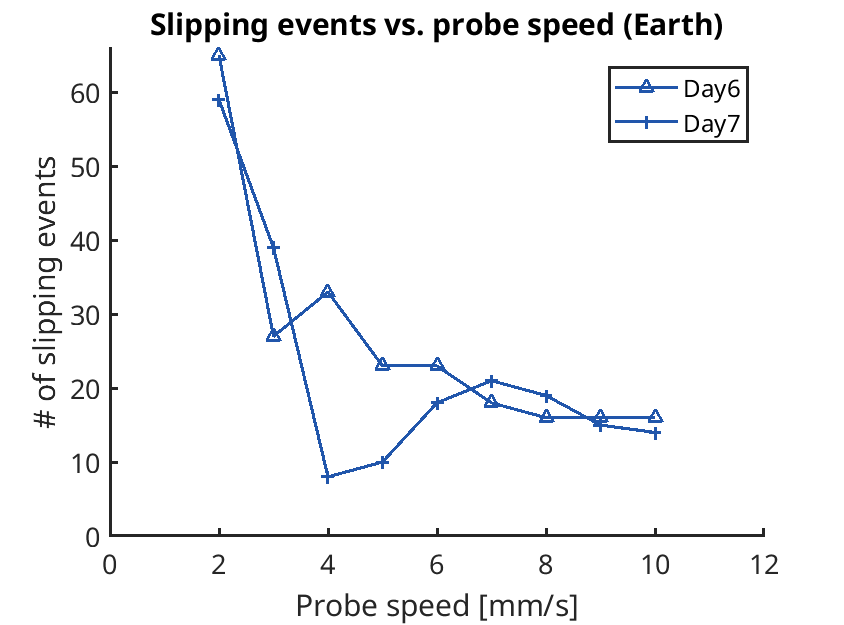 Slipping events vs. probe speed (Earth)
Day6
Day7
# of slipping events
60
50
40
30
20
10
0
0 2 4 6 8 10 12
Probe speed [mm/s]